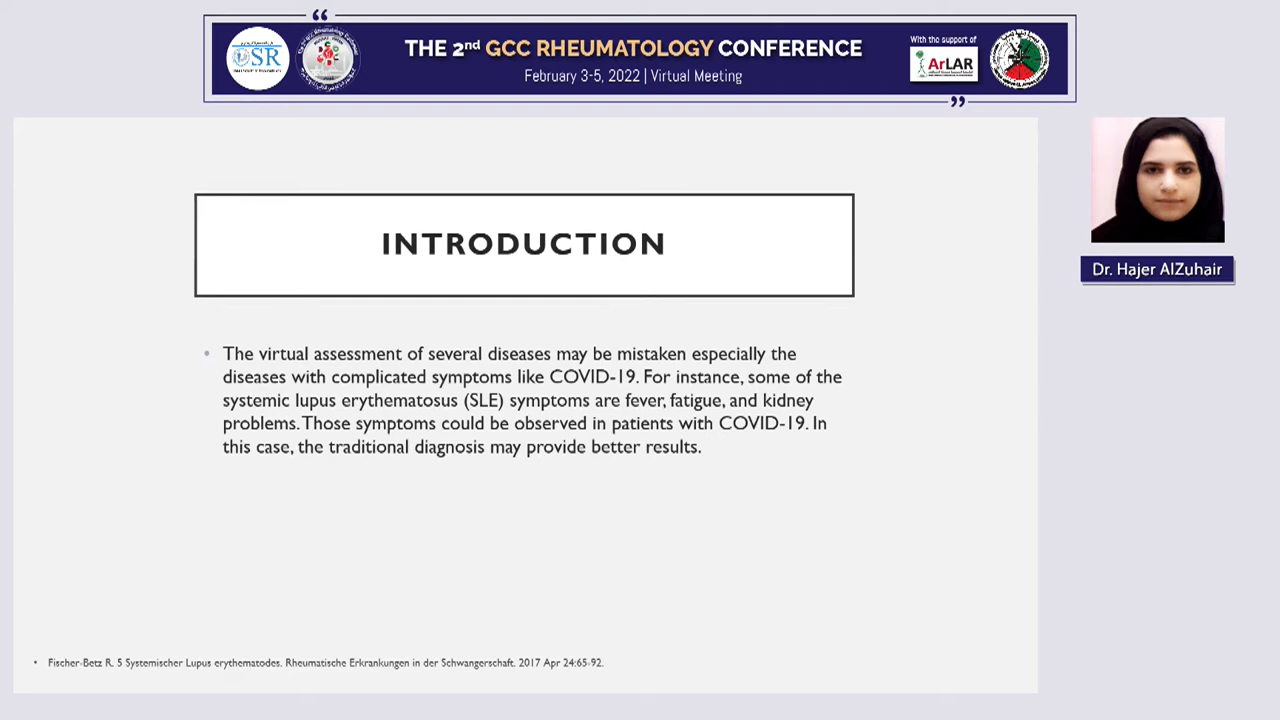 “
THE 2nd GCC RHEUMATOLOGY CONFERENCE
February 3-5, 2022 | Virtual Meeting
OSR
With the support of
ArLAR
”
INTRODUCTION
Dr. Hajer AlZuhair
• The virtual assessment of several diseases may be mistaken especially the
diseases with complicated symptoms like COVID-19. For instance, some of the
systemic lupus erythematosus (SLE) symptoms are fever, fatigue, and kidney
problems. Those symptoms could be observed in patients with COVID-19. In
this case, the traditional diagnosis may provide better results.
• Fischer-Betz R. 5 Systemischer Lupus erythematodes. Rheumatische Erkrankungen in der Schwangerschaft. 2017 Apr 24:65-92.